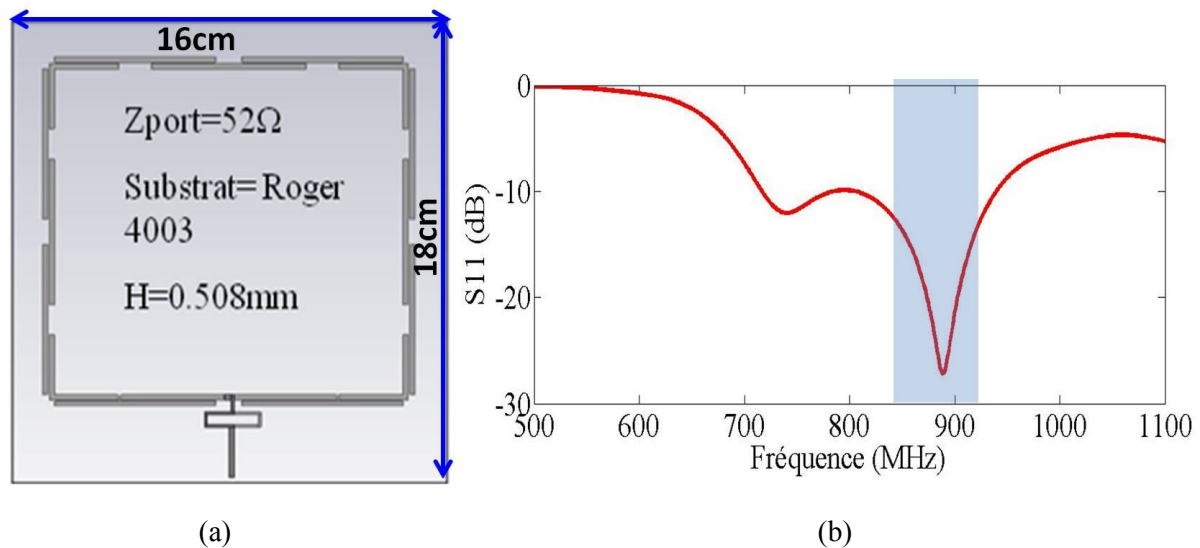 16cm
Zport=52Ω
Substrat= Roger
4003
H=0.508mm
18cm
(a)
0
-10
-20
-30
S11 (dB)
500 600 700 800 900 1000 1100
Fréquence (MHz)
(b)